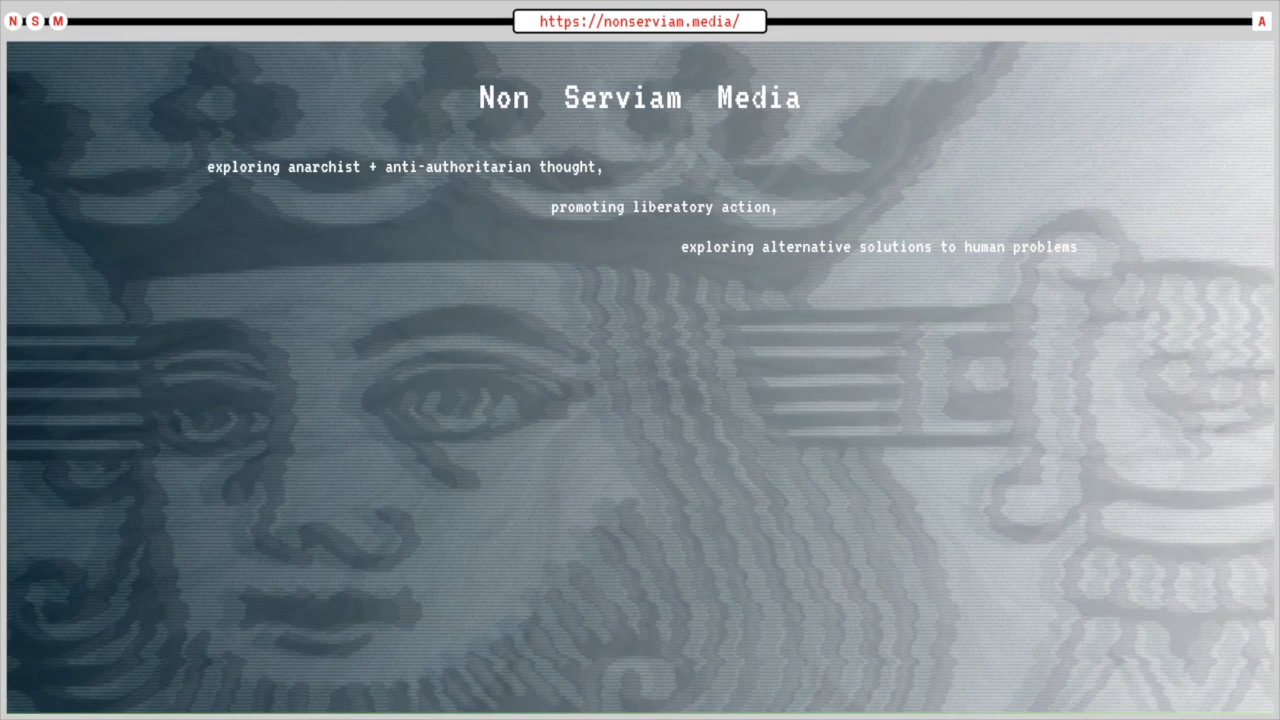 N S M https://nonserviam.media/ A
Non Serviam Media
exploring anarchist + anti-authoritarian thought,
promoting liberatory action,
exploring alternative solutions to human problems